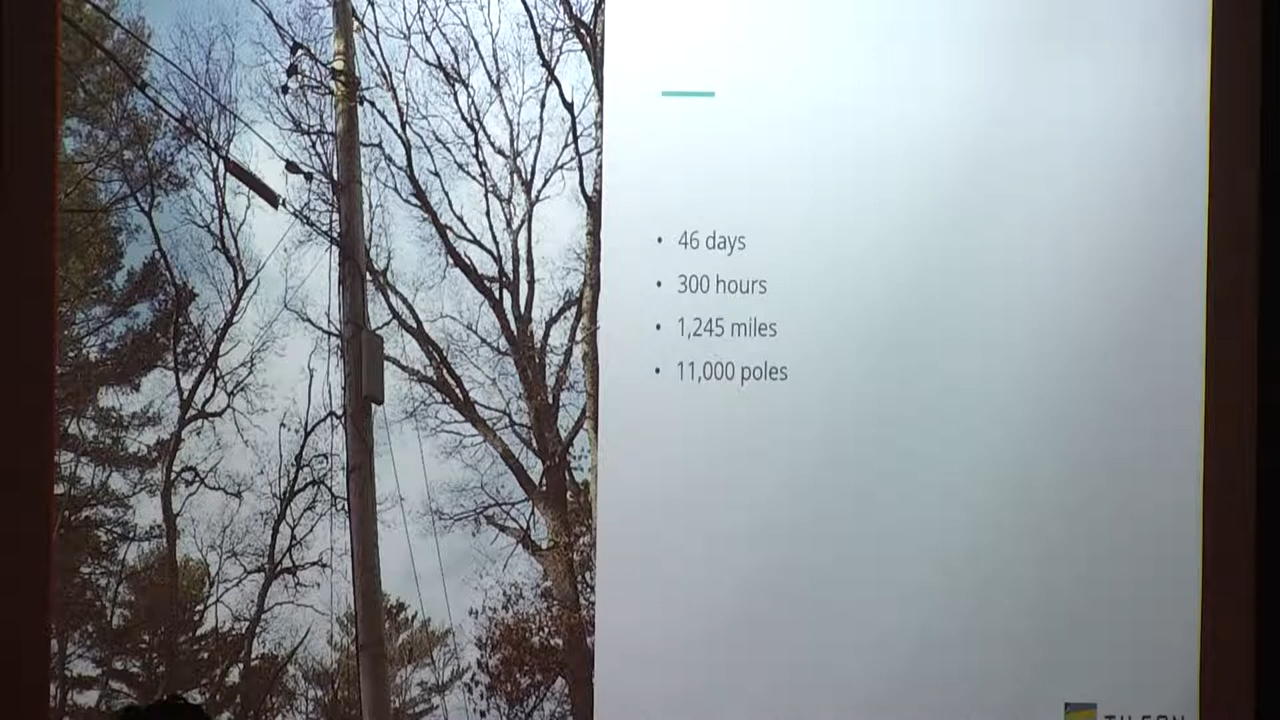 • 46 days
• 300 hours
• 1,245 miles
• 11,000 poles